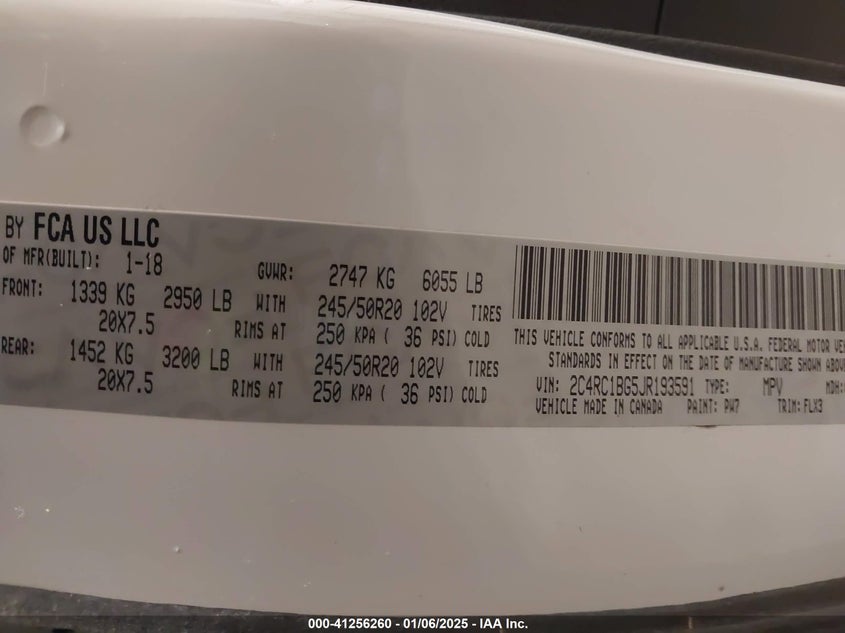 BY FCA US LLC
OF MFR(BUILT): 1-18 GVWR: 2747 KG 6055 LB
FRONT: 1339 KG 2950 LB WITH 245/50R20 102V TIRES
20X7.5 RIMS AT 250 KPA ( 36 PSI) COLD
REAR: 1452 KG 3200 LB WITH 245/50R20 102V TIRES
20X7.5 RIMS AT 250 KPA ( 36 PSI) COLD
THIS VEHICLE CONFORMS TO ALL APPLICABLE U.S.A. FEDERAL MOTOR VE
STANDARDS IN EFFECT ON THE DATE OF MANUFACTURE SHOWN ABOV
VIN: 2C4RC1BG5JR193591 TYPE: MPV MDH:
VEHICLE MADE IN CANADA PAINT: PW7 TRIM: FLX3
000-41256260 - 01/06/2025 - IAA Inc.